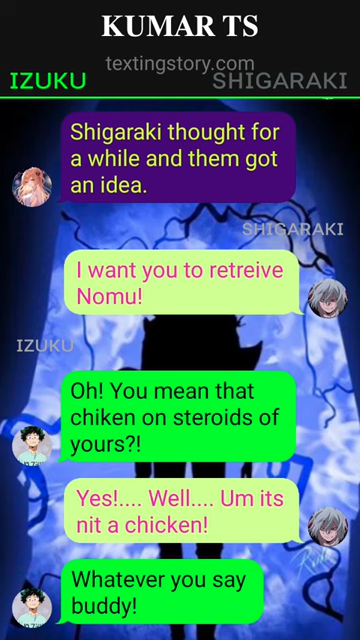 KUMAR TS
textingstory.com
IZUKU SHIGARAKI
Shigaraki thought for
a while and them got
an idea.
SHIGARAKI
I want you to retreive
Nomu!
IZUKU
Oh! You mean that
chiken on steroids of
yours?!
Yes!.... Well.... Um its
nit a chicken!
Whatever you say
buddy!